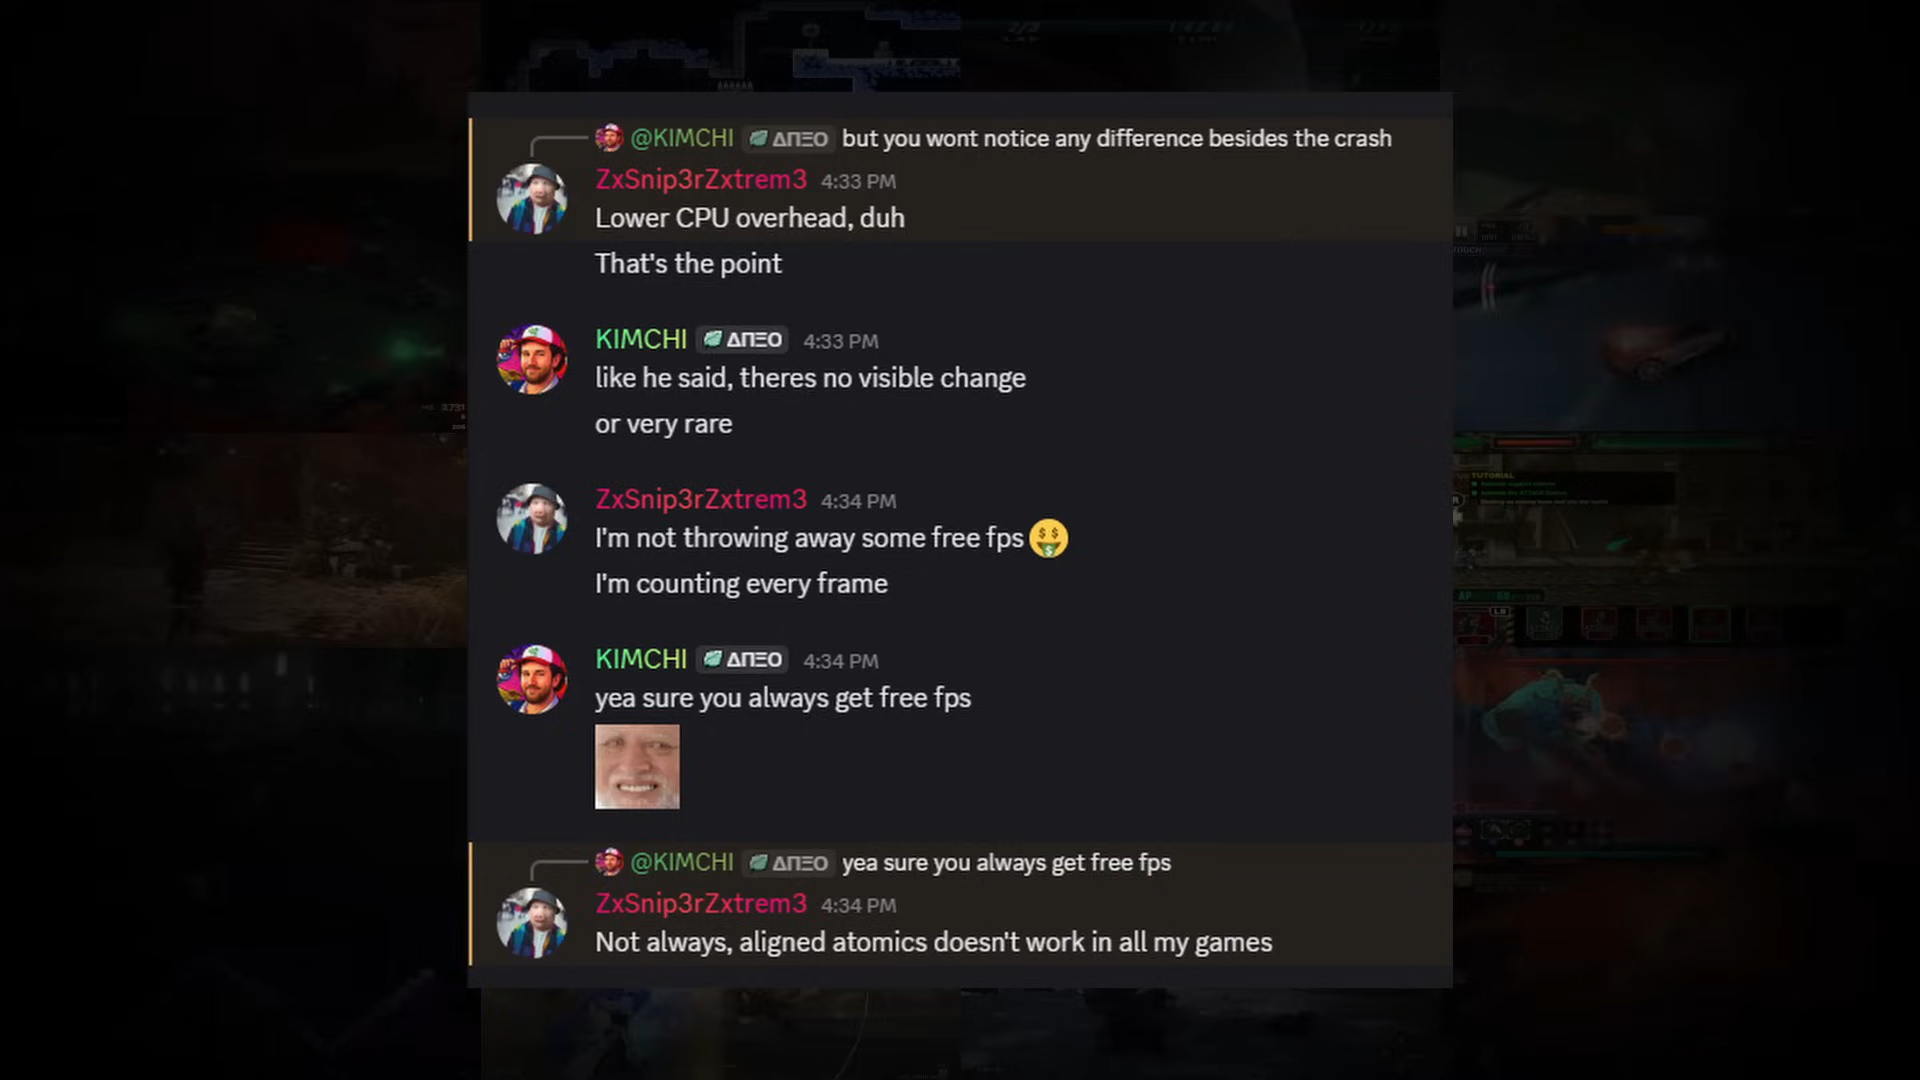 @KIMCHI ΔΠΞΟ but you wont notice any difference besides the crash
ZxSnip3rZxtrem3 4:33 PM
Lower CPU overhead, duh
That's the point
KIMCHI ΔΠΞΟ 4:33 PM
like he said, theres no visible change
or very rare
ZxSnip3rZxtrem3 4:34 PM
I'm not throwing away some free fps
I'm counting every frame
KIMCHI ΔΠΞΟ 4:34 PM
yea sure you always get free fps
@KIMCHI ΔΠΞΟ yea sure you always get free fps
ZxSnip3rZxtrem3 4:34 PM
Not always, aligned atomics doesn't work in all my games
TUTORIAL